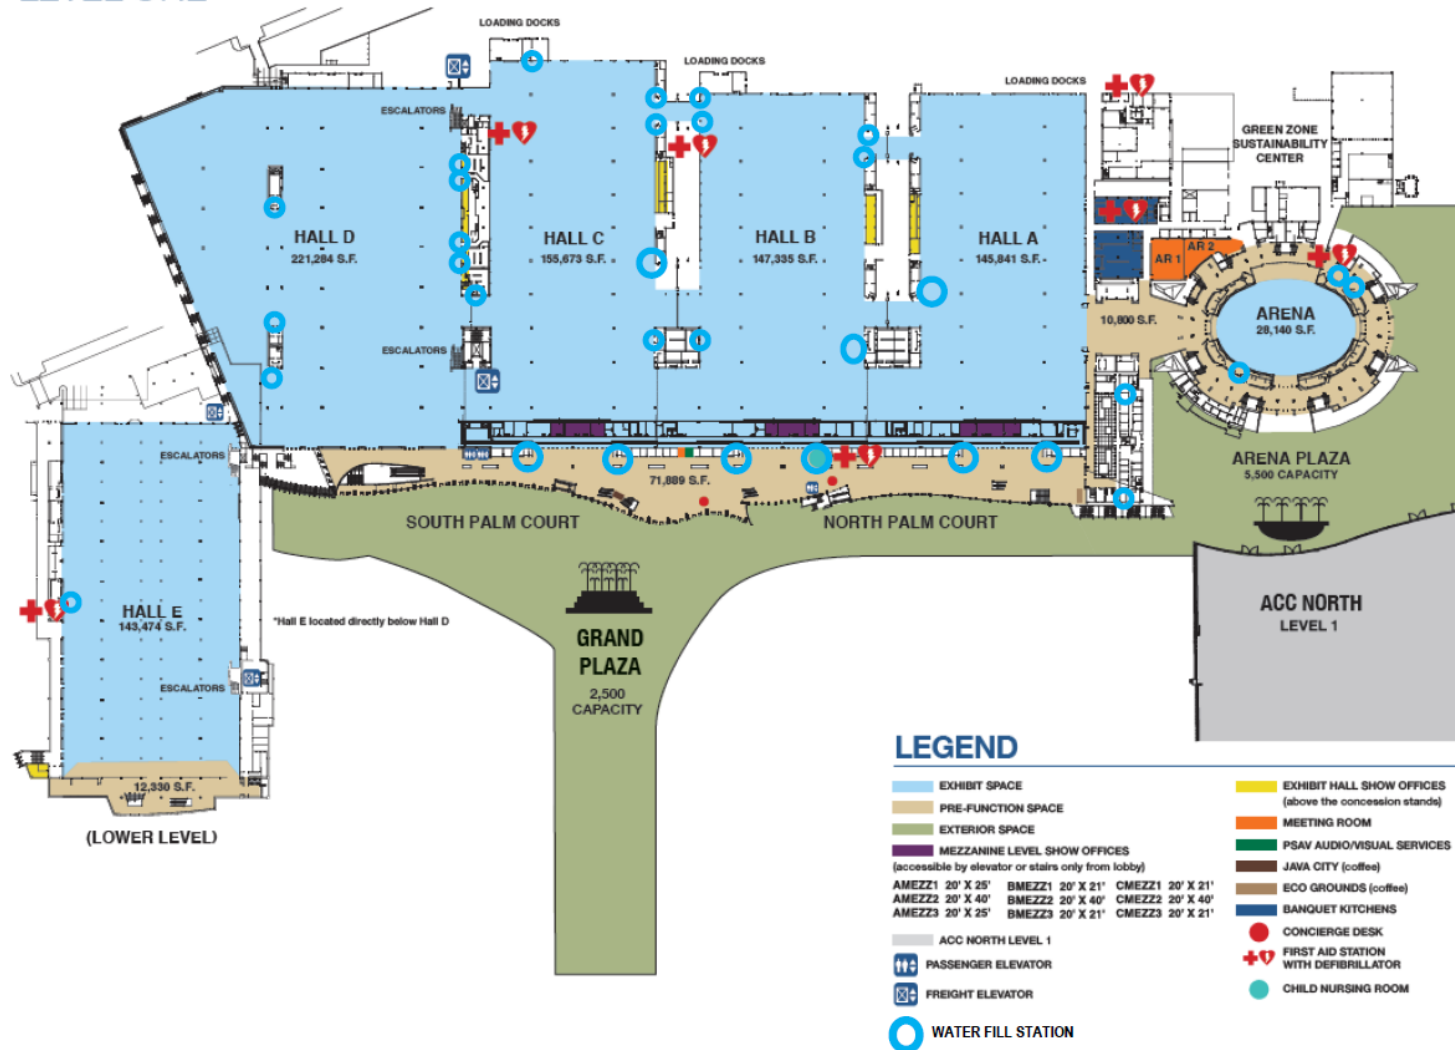 LEVEL ONE
LOADING DOCKS
LOADING DOCKS
LOADING DOCKS
ESCALATORS
GREEN ZONE
SUSTAINABILITY
CENTER
HALL D
221,284 S.F.
HALL C
155,673 S.F.
HALL B
147,335 S.F.
HALL A
145,841 S.F.
AR 1
AR 2
10,800 S.F.
ARENA
28,140 S.F.
ESCALATORS
ESCALATORS
71,889 S.F.
SOUTH PALM COURT
NORTH PALM COURT
ARENA PLAZA
5,500 CAPACITY
HALL E
143,474 S.F.
*Hall E located directly below Hall D
GRAND
PLAZA
2,500
CAPACITY
ACC NORTH
LEVEL 1
ESCALATORS
12,330 S.F.
(LOWER LEVEL)
LEGEND
EXHIBIT SPACE
PRE-FUNCTION SPACE
EXTERIOR SPACE
MEZZANINE LEVEL SHOW OFFICES
(accessible by elevator or stairs only from lobby)
AMEZZ1 20' X 25' BMEZZ1 20' X 21' CMEZZ1 20' X 21'
AMEZZ2 20' X 40' BMEZZ2 20' X 40' CMEZZ2 20' X 40'
AMEZZ3 20' X 25' BMEZZ3 20' X 21' CMEZZ3 20' X 21'
ACC NORTH LEVEL 1
PASSENGER ELEVATOR
FREIGHT ELEVATOR
WATER FILL STATION
EXHIBIT HALL SHOW OFFICES
(above the concession stands)
MEETING ROOM
PSAV AUDIO/VISUAL SERVICES
JAVA CITY (coffee)
ECO GROUNDS (coffee)
BANQUET KITCHENS
CONCIERGE DESK
FIRST AID STATION
WITH DEFIBRILLATOR
CHILD NURSING ROOM